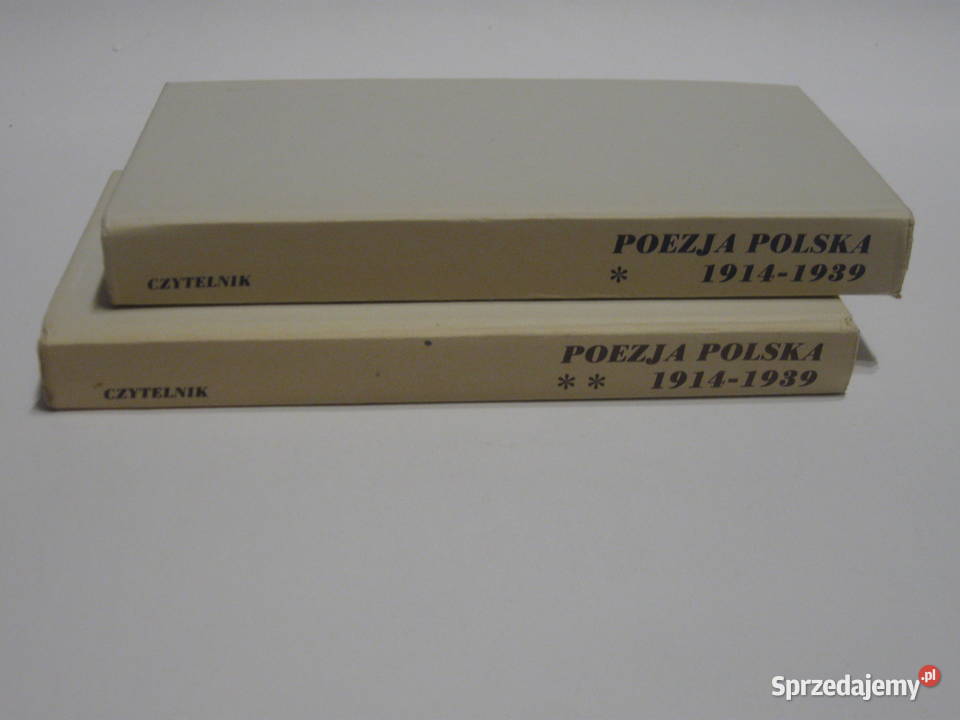 POEZJA POLSKA
* 1914-1939
CZYTELNIK
POEZJA POLSKA
** 1914-1939
CZYTELNIK
Sprzedajemy.pl